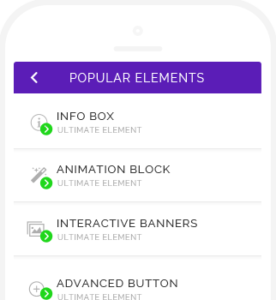 POPULAR ELEMENTS
INFO BOX
ULTIMATE ELEMENT
ANIMATION BLOCK
ULTIMATE ELEMENT
INTERACTIVE BANNERS
ULTIMATE ELEMENT
ADVANCED BUTTON
ULTIMATE ELEMENT